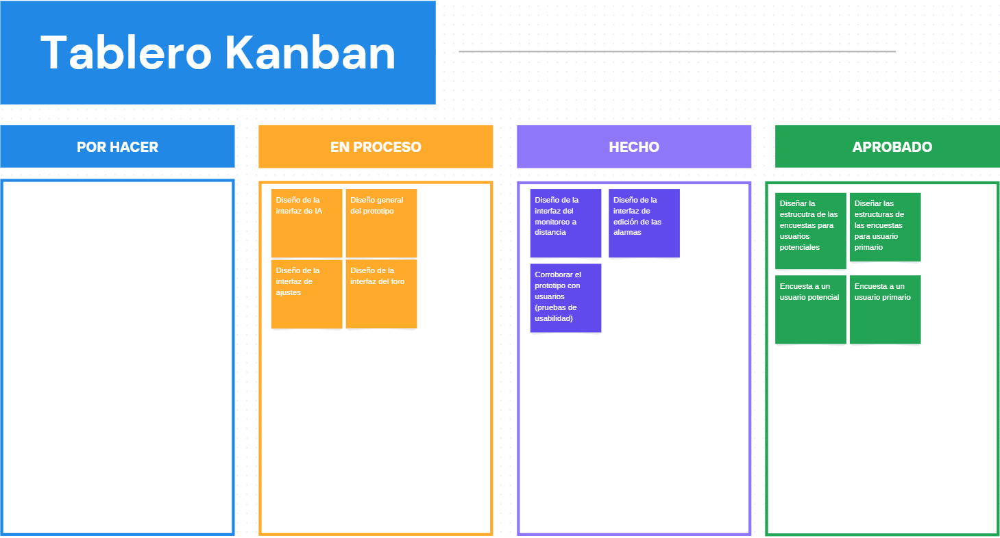 Tablero Kanban
POR HACER
EN PROCESO
HECHO
APROBADO
Diseño de la
interfaz de IA
Diseño general
del prototipo
Diseño de la
interfaz de
ajustes
Diseño de la
interfaz del foro
Diseño de la
interfaz del
monitoreo a
distancia
Diseño de la
interfaz de
edición de las
alarmas
Corroborar el
prototipo con
usuarios
(pruebas de
usabilidad)
Diseñar la
estrucutra de las
encuestas para
usuarios
potenciales
Diseñar las
estructuras de
las encuestas
para usuario
primario
Encuesta a un
usuario potencial
Encuesta a un
usuario primario